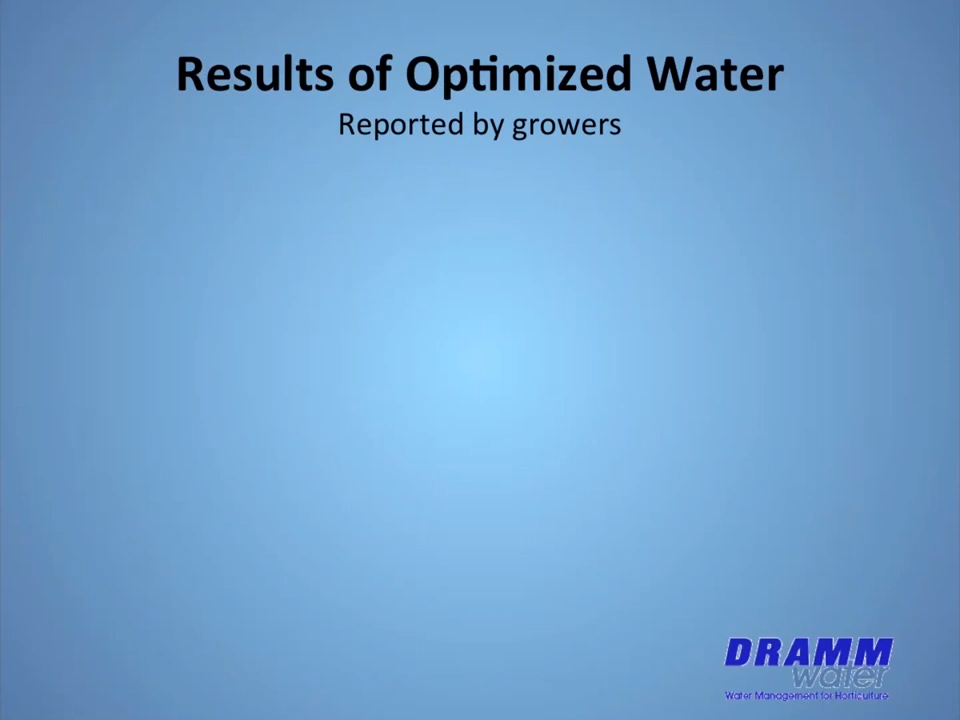 Results of Optimized Water
Reported by growers
DRAMM
water
Water Management for Horticulture